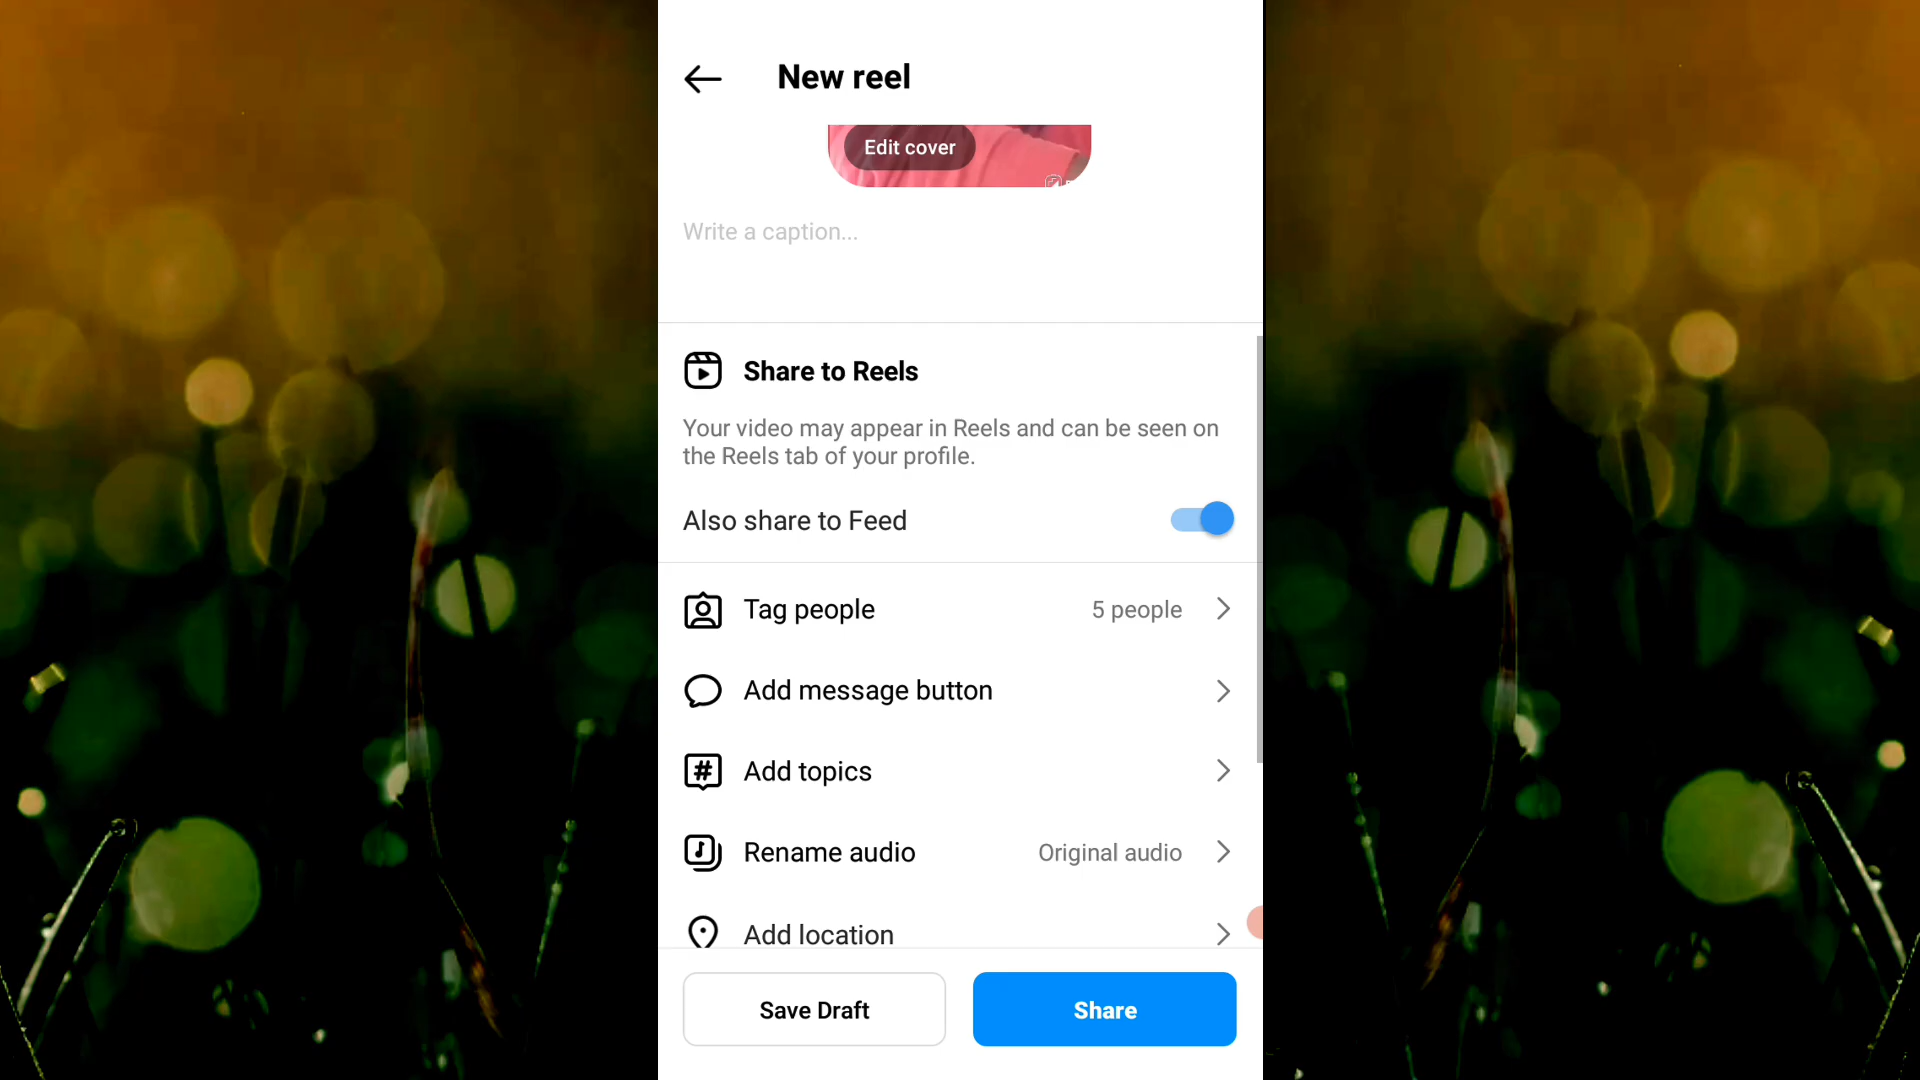 New reel
Edit cover
Write a caption...
Share to Reels
Your video may appear in Reels and can be seen on
the Reels tab of your profile.
Also share to Feed
Tag people
5 people
Add message button
Add topics
Rename audio
Original audio
Add location
Save Draft
Share